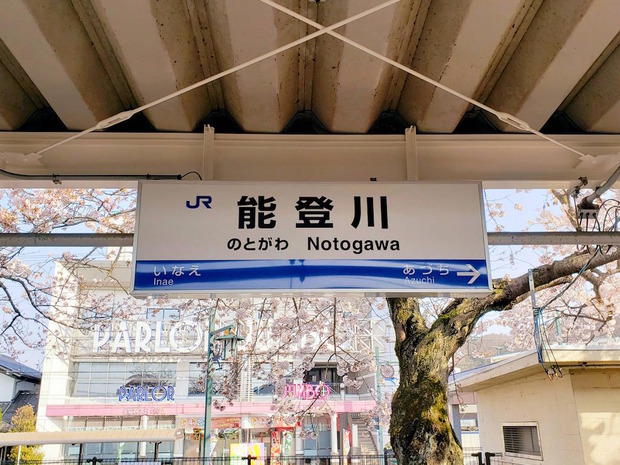 JR 能登川
のとがわ Notogawa
いなえ あづち
Inae Azuchi
PARLOR
PARLOR